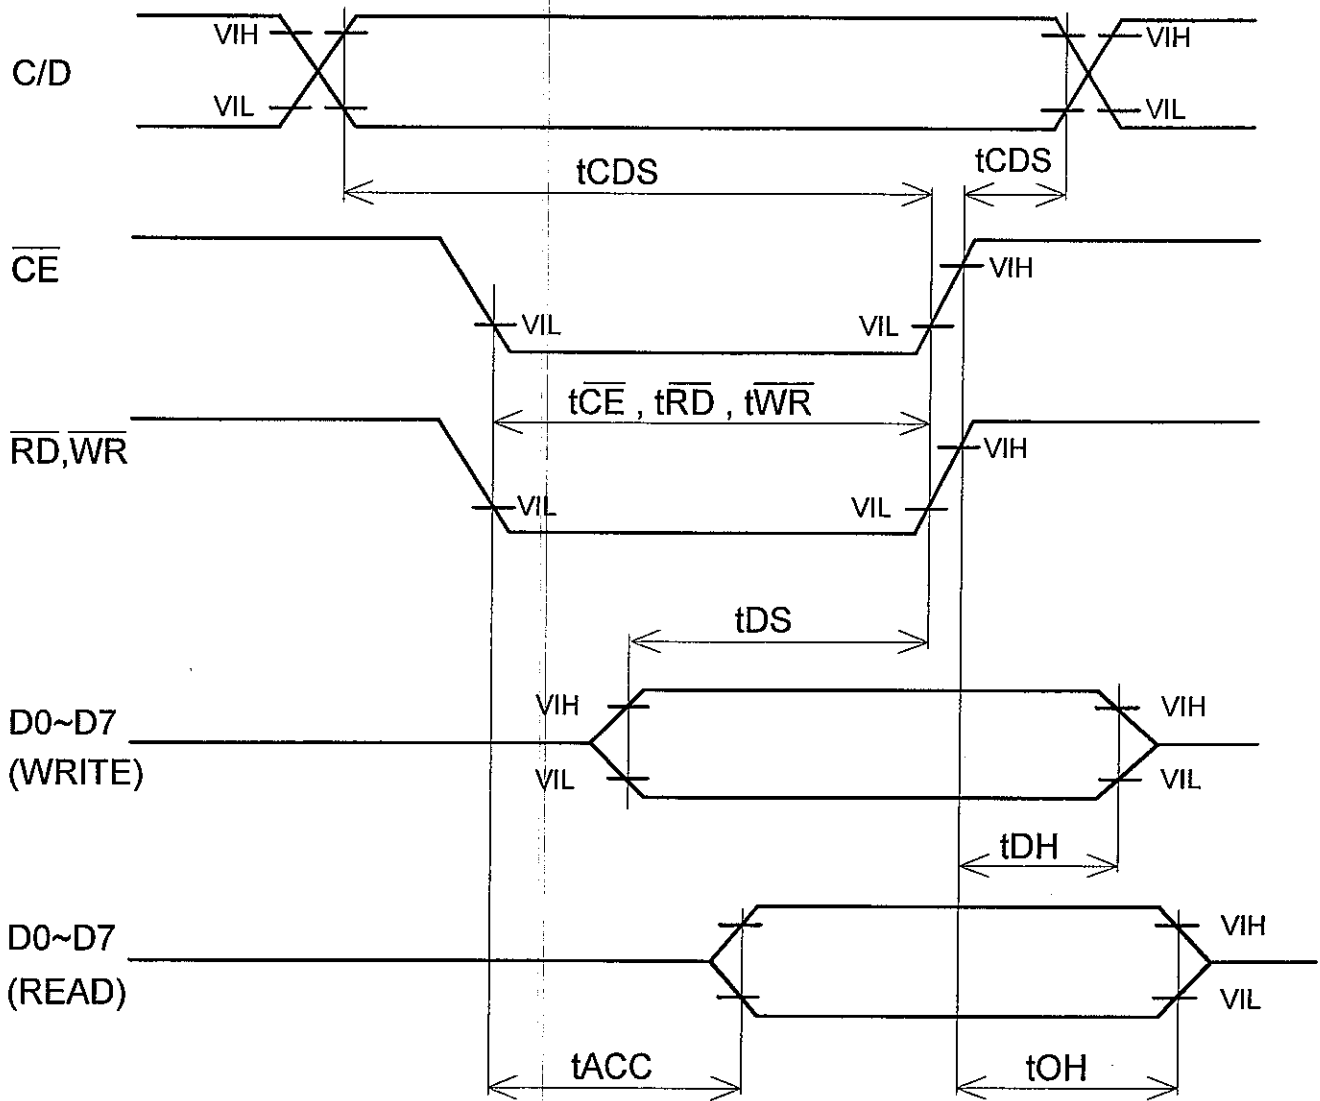 VIH VIH
C/D
VIL VIL
tCDS tCDS
CE
VIH
VIL VIL
tCE , tRD , tWR
RD,WR
VIH
VIL VIL
tDS
VIH VIH
D0~D7
(WRITE)
VIL VIL
tDH
VIH
D0~D7
(READ)
VIL
tACC tOH